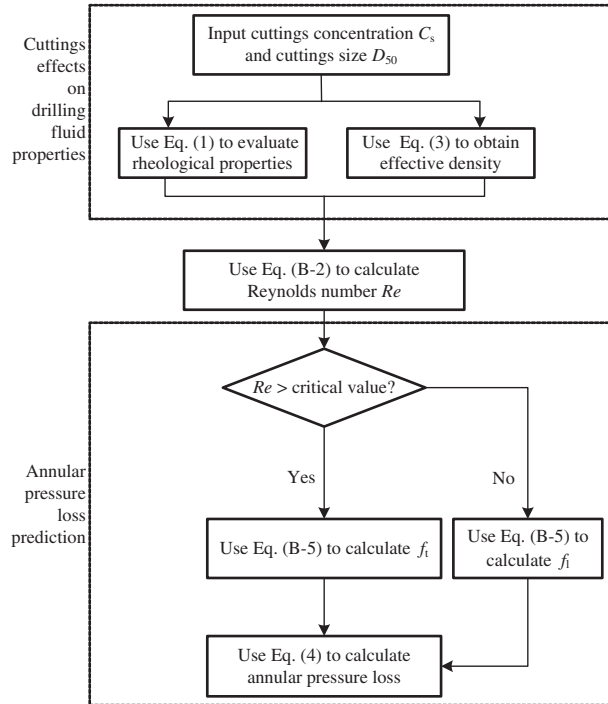 Cuttings
effects
on
drilling
fluid
properties
Input cuttings concentration Cs
and cuttings size D50
Use Eq. (1) to evaluate
rheological properties
Use Eq. (3) to obtain
effective density
Use Eq. (B-2) to calculate
Reynolds number Re
Annular
pressure
loss
prediction
Re > critical value?
Yes
No
Use Eq. (B-5) to calculate ft
Use Eq. (B-5) to
calculate fl
Use Eq. (4) to calculate
annular pressure loss